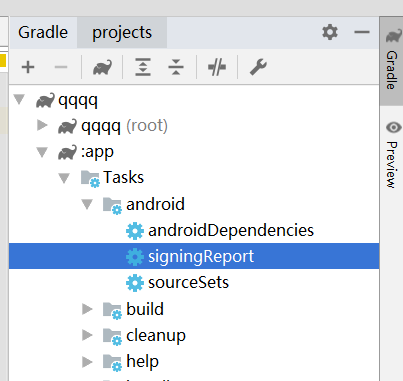 Gradle projects
qqqq
qqqq (root)
:app
Tasks
android
androidDependencies
signingReport
sourceSets
build
cleanup
help
Gradle
Preview